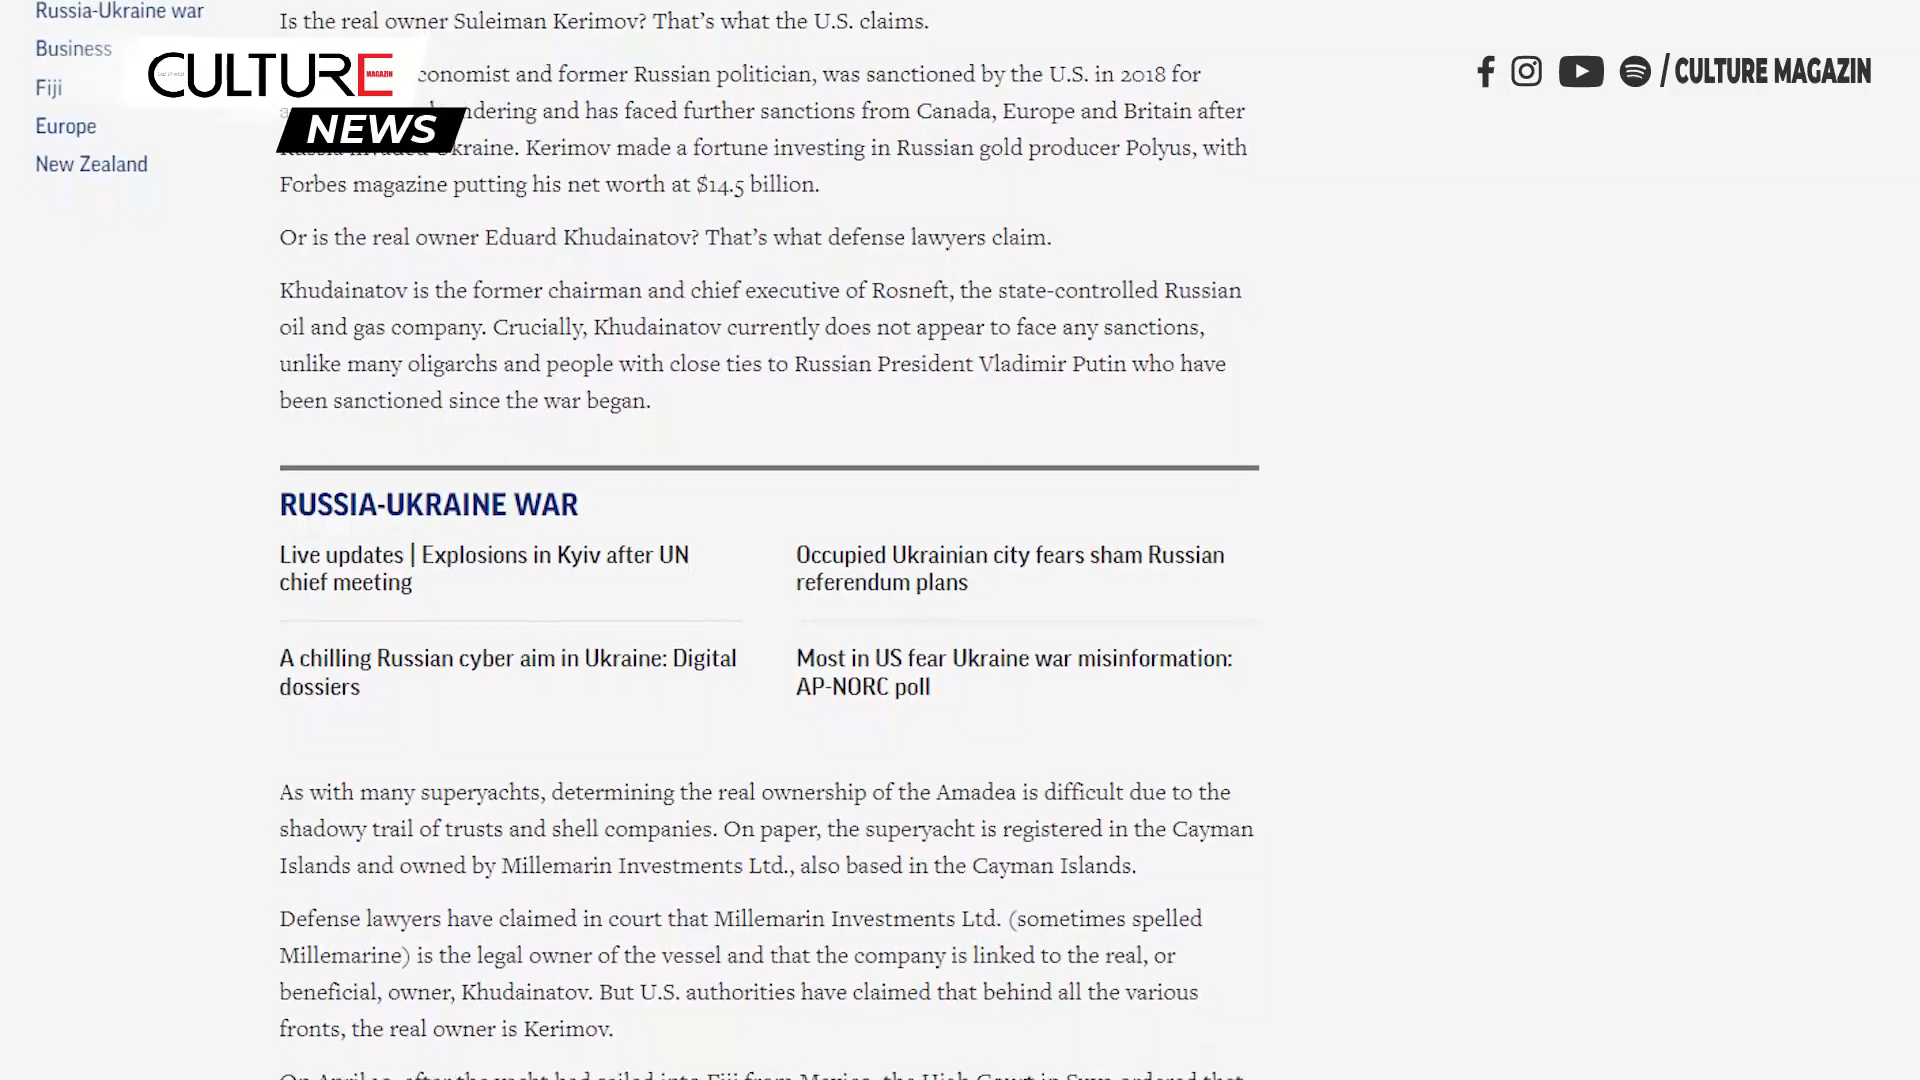 Russia-Ukraine war
Business
Fiji
Europe
New Zealand
CULTURE
MAGAZIN
NEWS
/ CULTURE MAGAZIN
Is the real owner Suleiman Kerimov? That’s what the U.S. claims.
conomist and former Russian politician, was sanctioned by the U.S. in 2018 for
ndering and has faced further sanctions from Canada, Europe and Britain after
Ukraine. Kerimov made a fortune investing in Russian gold producer Polyus, with
Forbes magazine putting his net worth at $14.5 billion.
Or is the real owner Eduard Khudainatov? That’s what defense lawyers claim.
Khudainatov is the former chairman and chief executive of Rosneft, the state-controlled Russian
oil and gas company. Crucially, Khudainatov currently does not appear to face any sanctions,
unlike many oligarchs and people with close ties to Russian President Vladimir Putin who have
been sanctioned since the war began.
RUSSIA-UKRAINE WAR
Live updates | Explosions in Kyiv after UN
chief meeting
Occupied Ukrainian city fears sham Russian
referendum plans
A chilling Russian cyber aim in Ukraine: Digital
dossiers
Most in US fear Ukraine war misinformation:
AP-NORC poll
As with many superyachts, determining the real ownership of the Amadea is difficult due to the
shadowy trail of trusts and shell companies. On paper, the superyacht is registered in the Cayman
Islands and owned by Millemarin Investments Ltd., also based in the Cayman Islands.
Defense lawyers have claimed in court that Millemarin Investments Ltd. (sometimes spelled
Millemarine) is the legal owner of the vessel and that the company is linked to the real, or
beneficial, owner, Khudainatov. But U.S. authorities have claimed that behind all the various
fronts, the real owner is Kerimov.